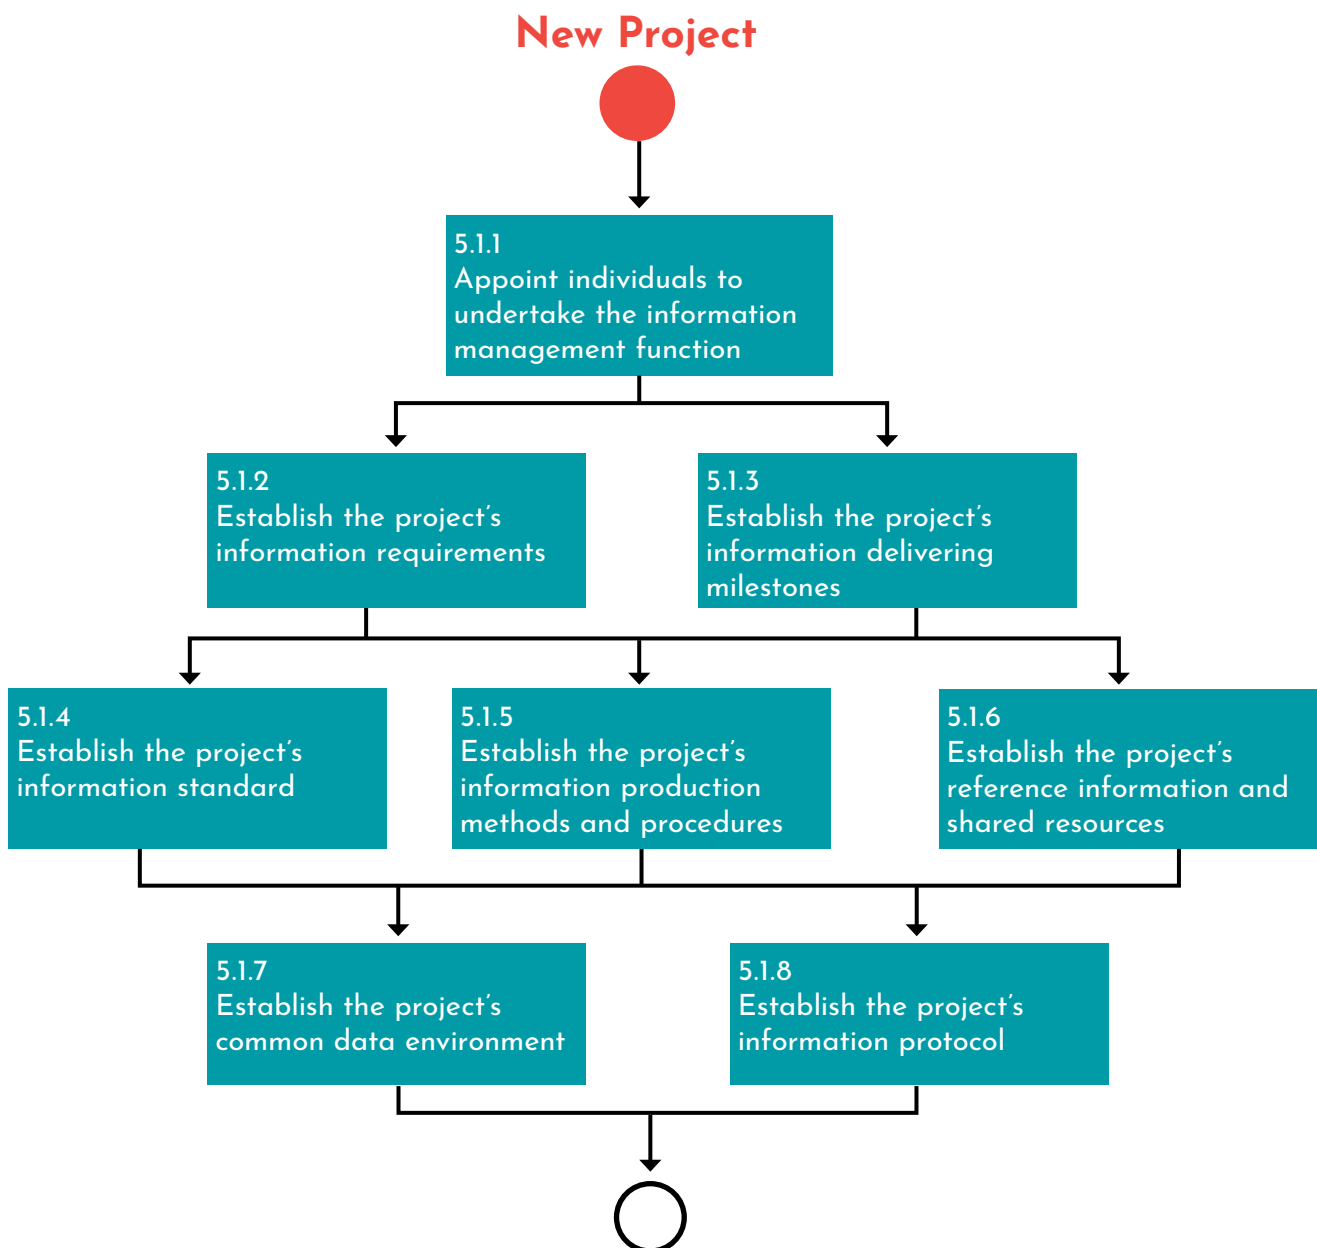 New Project
5.1.1
Appoint individuals to
undertake the information
management function
5.1.2
Establish the project's
information requirements
5.1.3
Establish the project's
information delivering
milestones
5.1.4
Establish the project's
information standard
5.1.5
Establish the project's
information production
methods and procedures
5.1.6
Establish the project's
reference information and
shared resources
5.1.7
Establish the project's
common data environment
5.1.8
Establish the project's
information protocol